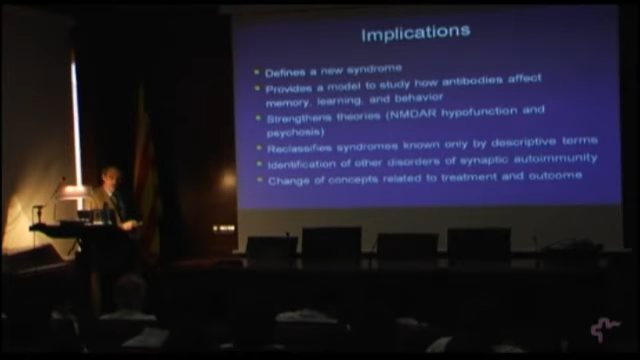 Implications
Defines a new syndrome
Provides a model to study how antibodies affect
memory, learning, and behavior
Strengthens theories (NMDAR hypofunction and
psychosis)
Reclassifies syndromes known only by descriptive terms
Identification of other disorders of synaptic autoimmunity
Change of concepts related to treatment and outcome